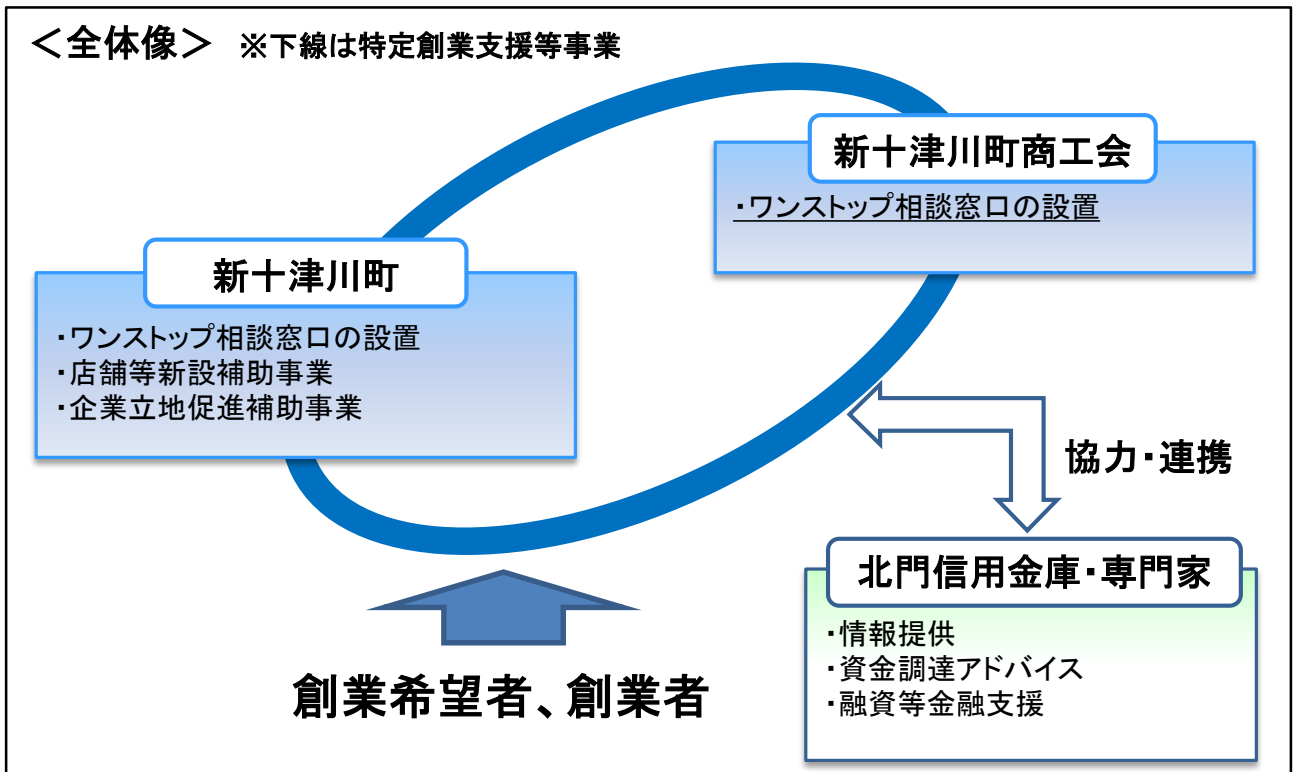 ＜全体像＞ ※下線は特定創業支援等事業
新十津川町商工会
・ワンストップ相談窓口の設置
新十津川町
・ワンストップ相談窓口の設置
・店舗等新設補助事業
・企業立地促進補助事業
協力・連携
北門信用金庫・専門家
・情報提供
・資金調達アドバイス
・融資等金融支援
創業希望者、創業者